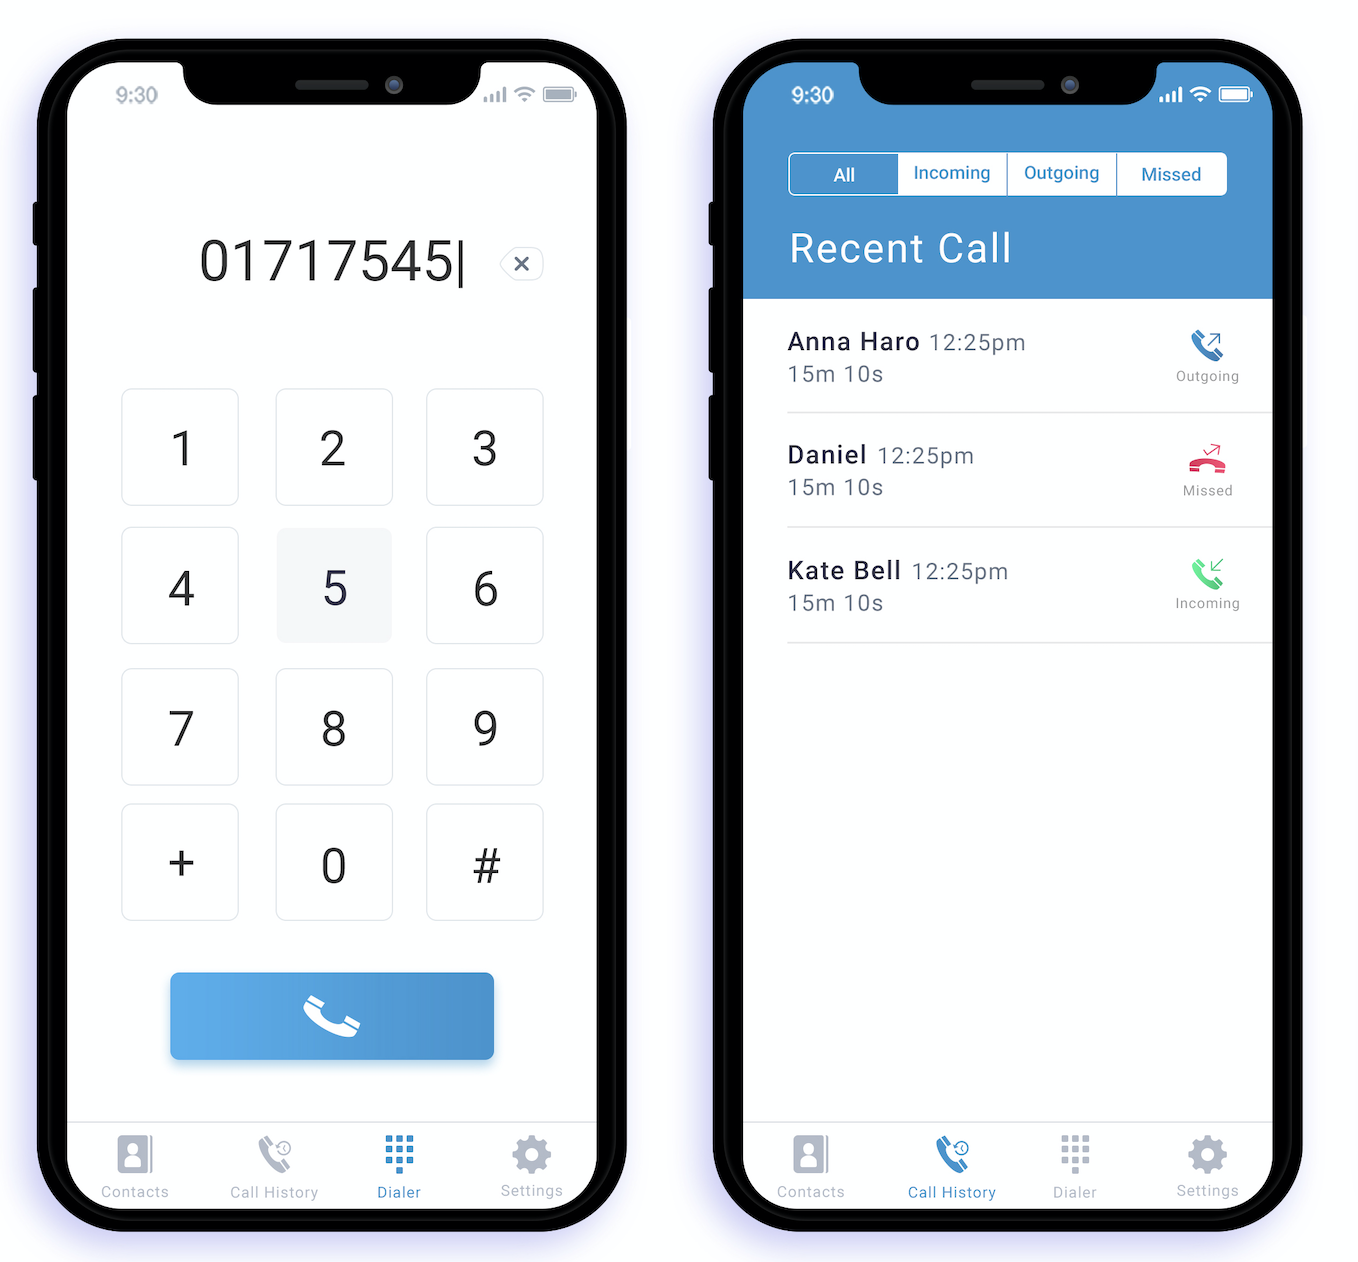 9:30
01717545
1 2 3
4 5 6
7 8 9
+ 0 #
Contacts Call History Dialer Settings
9:30
All Incoming Outgoing Missed
Recent Call
Anna Haro 12:25pm
15m 10s
Outgoing
Daniel 12:25pm
15m 10s
Missed
Kate Bell 12:25pm
15m 10s
Incoming
Contacts Call History Dialer Settings